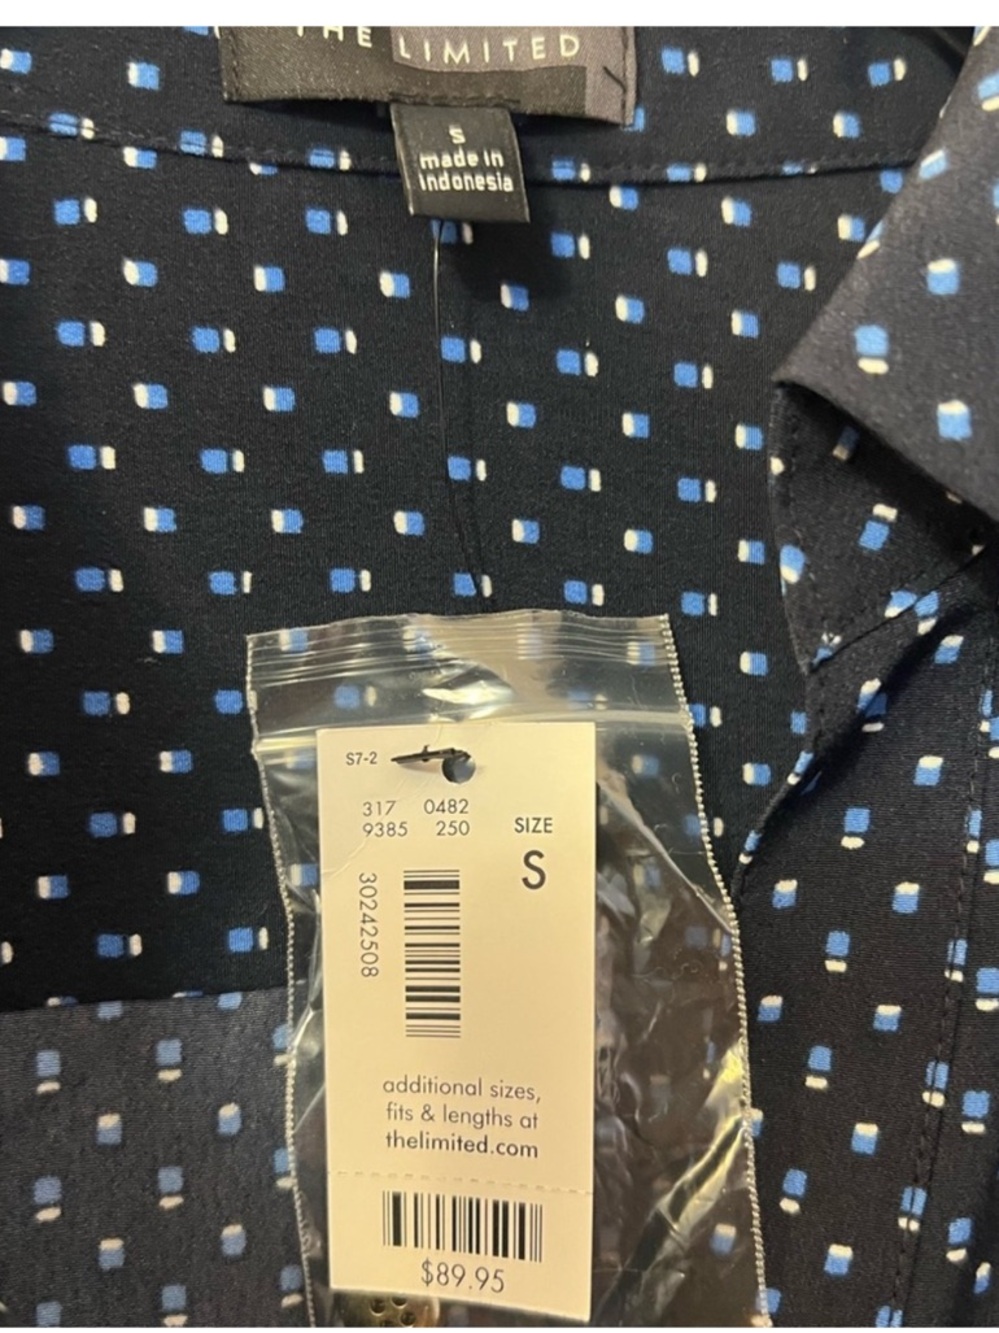 THE
LIMITED
S
made in
indonesia
S7-2
317 0482
9385 250
SIZE
S
30242508
additional sizes,
fits & lengths at
thelimited.com
$89.95